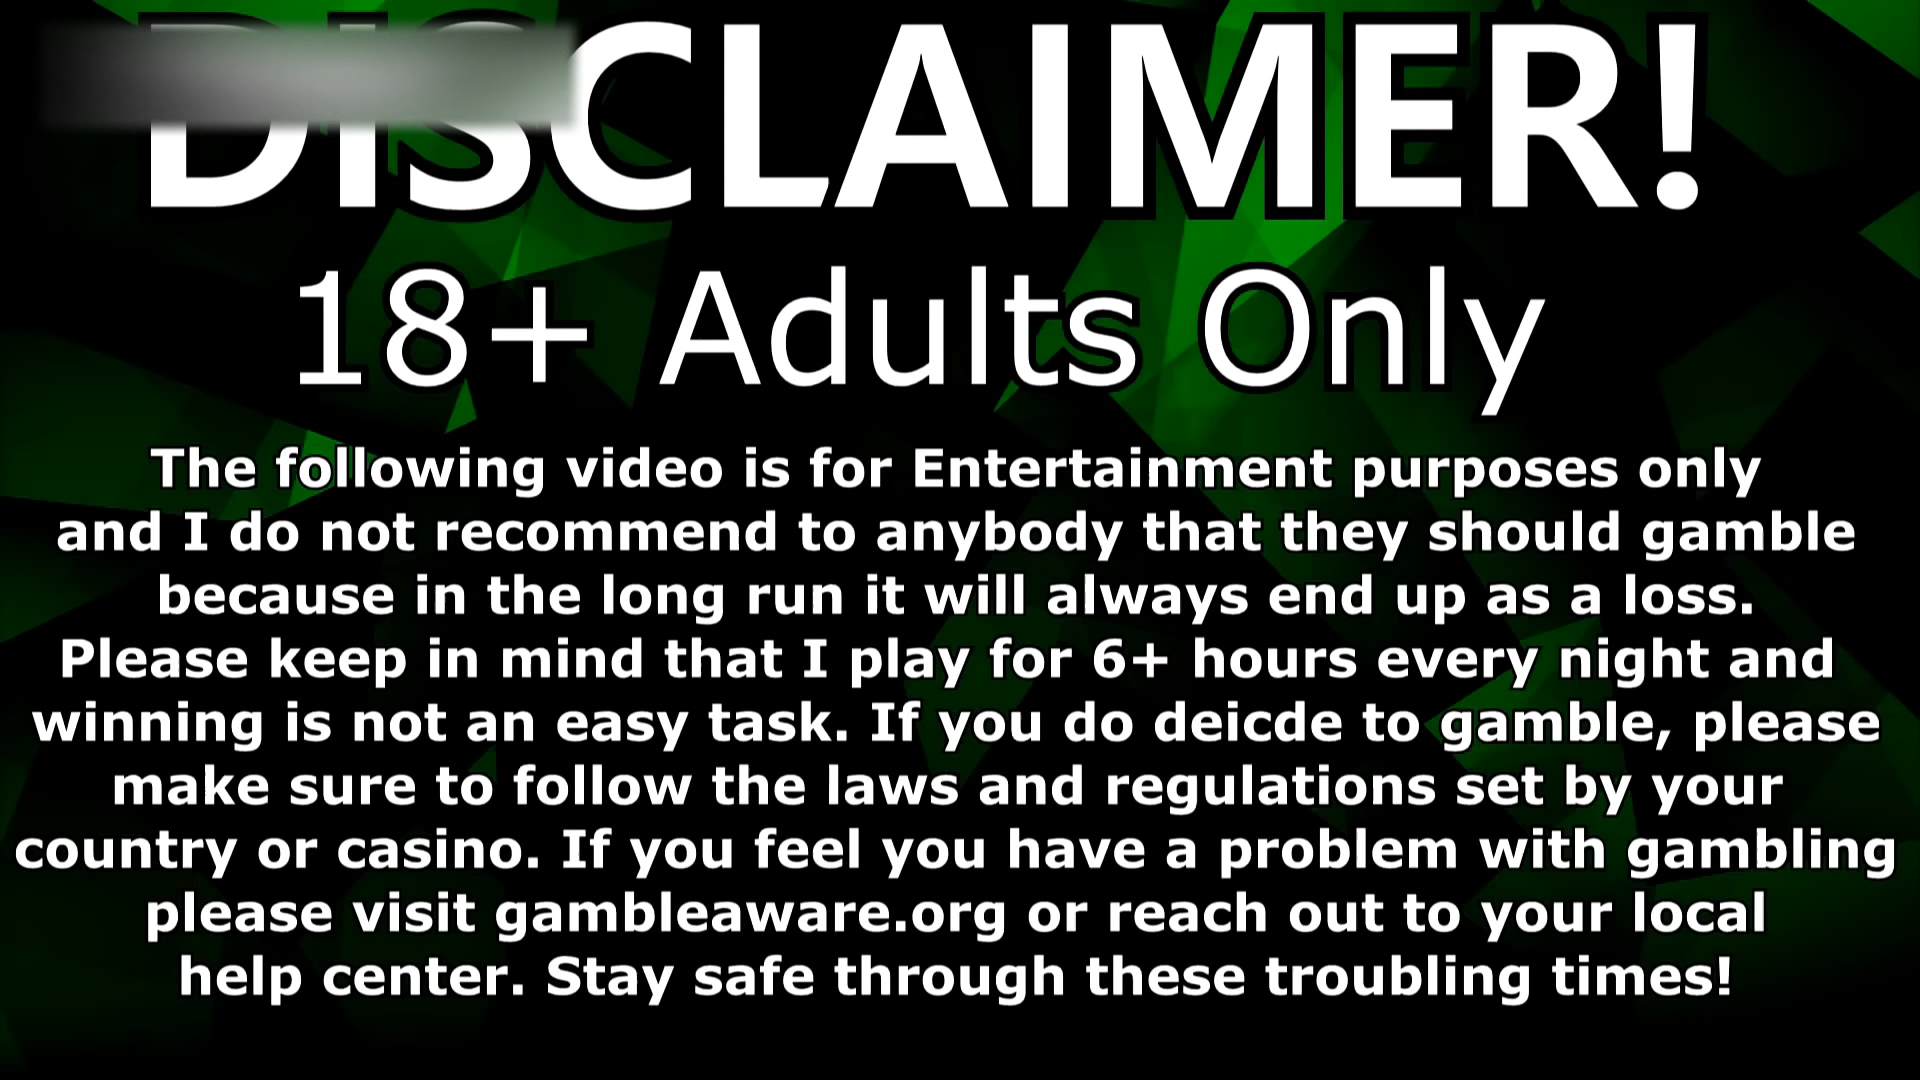 DISCLAIMER!
18+ Adults Only
The following video is for Entertainment purposes only
and I do not recommend to anybody that they should gamble
because in the long run it will always end up as a loss.
Please keep in mind that I play for 6+ hours every night and
winning is not an easy task. If you do deicde to gamble, please
make sure to follow the laws and regulations set by your
country or casino. If you feel you have a problem with gambling
please visit gambleaware.org or reach out to your local
help center. Stay safe through these troubling times!